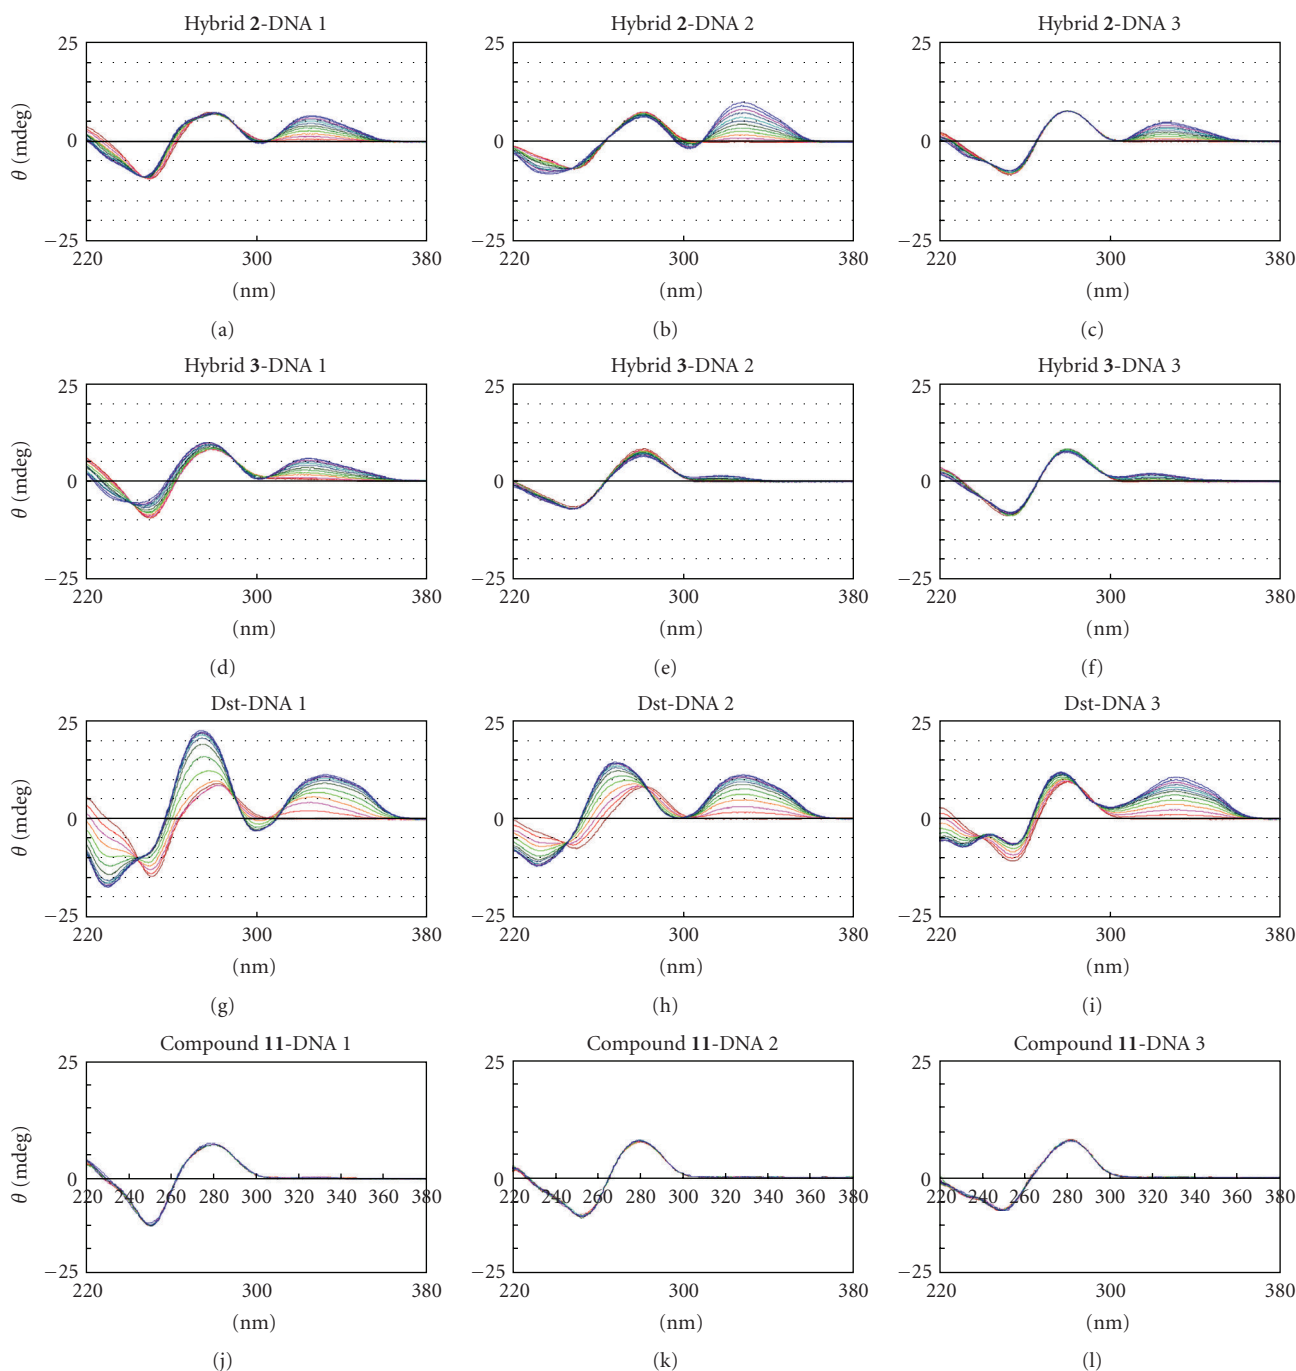 Hybrid 2-DNA 1
Hybrid 2-DNA 2
Hybrid 2-DNA 3
25
25
25
θ (mdeg)
0
0
0
−25
−25
−25
220 300 380
220 300 380
220 300 380
(nm)
(nm)
(nm)
(a)
(b)
(c)
Hybrid 3-DNA 1
Hybrid 3-DNA 2
Hybrid 3-DNA 3
25
25
25
θ (mdeg)
0
0
0
−25
−25
−25
220 300 380
220 300 380
220 300 380
(nm)
(nm)
(nm)
(d)
(e)
(f)
Dst-DNA 1
Dst-DNA 2
Dst-DNA 3
25
25
25
θ (mdeg)
0
0
0
−25
−25
−25
220 300 380
220 300 380
220 300 380
(nm)
(nm)
(nm)
(g)
(h)
(i)
Compound 11-DNA 1
Compound 11-DNA 2
Compound 11-DNA 3
25
25
25
θ (mdeg)
0
0
0
220 240 260 280 300 320 340 360 380
220 240 260 280 300 320 340 360 380
220 240 260 280 300 320 340 360 380
−25
−25
−25
220 300 380
220 300 380
220 300 380
(nm)
(nm)
(nm)
(j)
(k)
(l)